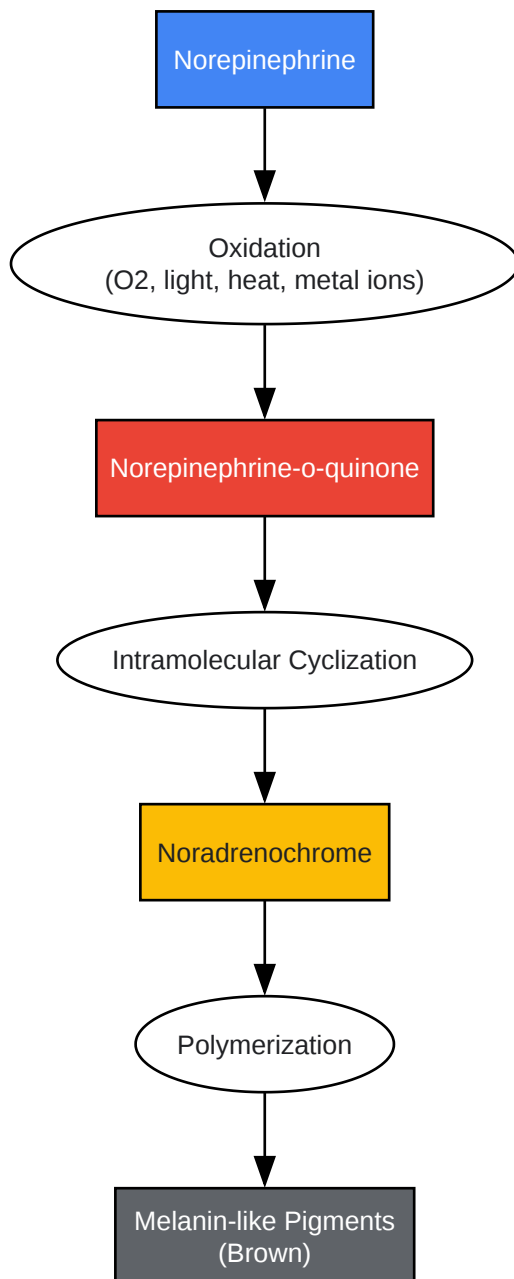 Norepinephrine
Oxidation
(O2, light, heat, metal ions)
Norepinephrine-o-quinone
Intramolecular Cyclization
Noradrenochrome
Polymerization
Melanin-like Pigments
(Brown)